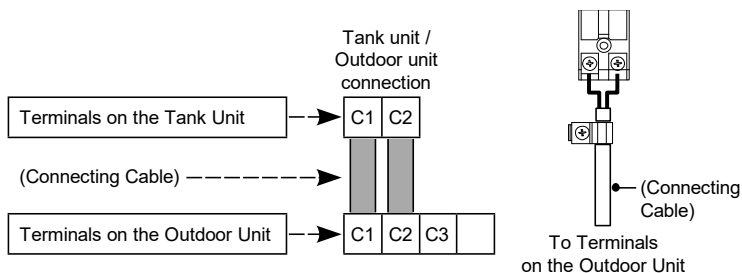 Tank unit /
Outdoor unit
connection
Terminals on the Tank Unit
C1 C2
(Connecting Cable)
Terminals on the Outdoor Unit
C1 C2 C3
(Connecting
Cable)
To Terminals
on the Outdoor Unit